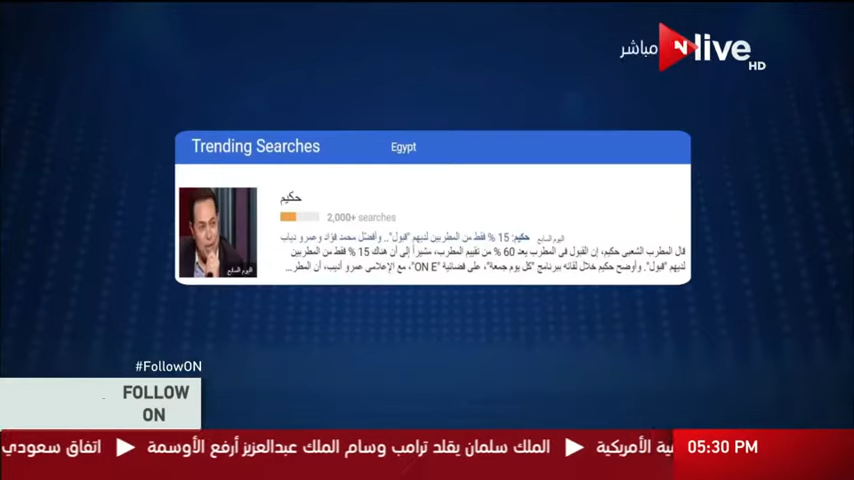 مباشر ON live
HD
Trending Searches Egypt
حكيم
2,000+ searches
حكيم: 15 % فقط من المطربين لديهم "قبول".. وأفضل محمد فؤاد وعمرو دياب اليوم السابع
قال المطرب الشعبى حكيم، إن القبول فى المطرب يعد 60 % من تقييم المطرب، مشيراً إلى أن هناك 15 % فقط من المطربين
لديهم "قبول". وأوضح حكيم خلال لقائه ببرنامج "كل يوم جمعة"، على فضائية "ON E"، مع الإعلامى عمرو أديب، أن المطر...
اليوم السابع
#FollowON
FOLLOW
ON
ية الأمريكية ◀ الملك سلمان يقلد ترامب وسام الملك عبدالعزيز أرفع الأوسمة ◀ اتفاق سعودي
05:30 PM